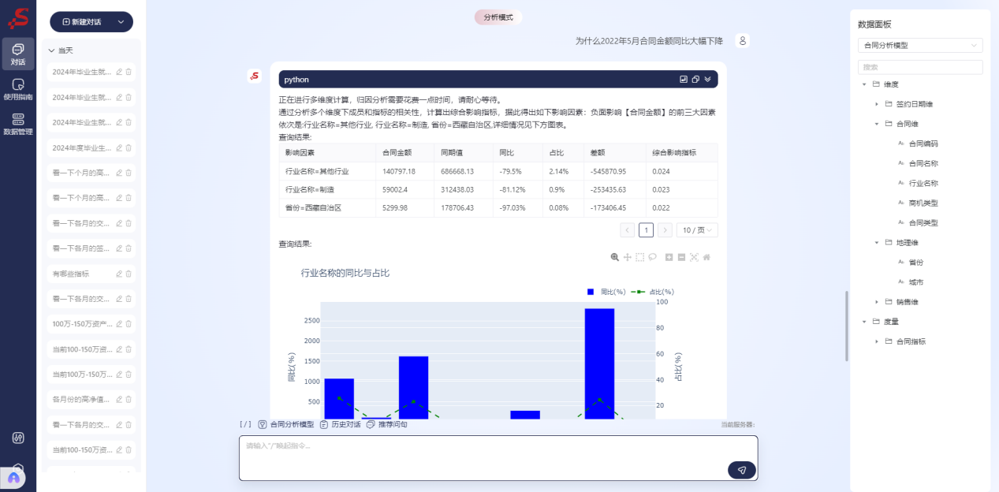 新建对话
当天
2024年毕业生就...
2024年毕业生就...
2024年毕业生就...
2024年度毕业生...
看一下个月的高...
看一下个月的高...
看一下各月的交...
看一下各月的签...
有哪些指标
看一下各月的交...
100万-150万资产...
当前100-150万资...
当前100万-150万...
各月份的高净值...
看一下各月的交...
当前100-150万资...
对话
使用指南
数据管理
分析模式
为什么2022年5月合同金额同比大幅下降
python
正在进行多维度计算，归因分析需要花费一点时间，请耐心等待。
通过分析多个维度下成员和指标的相关性，计算出综合影响指标，据此得出如下影响因素：负面影响【合同金额】的前三大因素
依次是:行业名称=其他行业, 行业名称=制造, 省份=西藏自治区,详细情况见下方图表。
查询结果:
影响因素 合同金额 同期值 同比 占比 差额 综合影响指标
行业名称=其他行业 140797.18 686668.13 -79.5% 2.14% -545870.95 0.024
行业名称=制造 59002.4 312438.03 -81.12% 0.9% -253435.63 0.023
省份=西藏自治区 5299.98 178706.43 -97.03% 0.08% -173406.45 0.022
1
10 / 页
查询结果:
行业名称的同比与占比
同比(%) 占比(%)
同比(%)
2500
2000
1500
1000
500
100
80
60
40
20
占比(%)
[/] 合同分析模型 历史对话 推荐问句
当前服务器:
请输入“/”唤起指令...
数据面板
合同分析模型
搜索
维度
签约日期维
合同维
合同编码
合同名称
行业名称
商机类型
合同类型
地理维
省份
城市
销售维
度量
合同指标